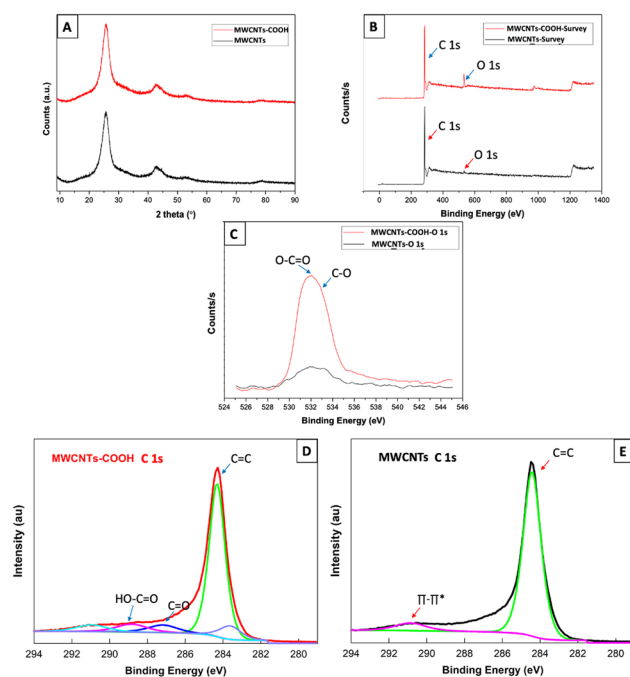 A
MWCNTs-COOH
MWCNTs
Counts (a.u.)
10 20 30 40 50 60 70 80 90
2 theta (°)
B
MWCNTs-COOH-Survey
MWCNTs-Survey
C 1s
O 1s
C 1s
O 1s
Counts/s
0 200 400 600 800 1000 1200 1400
Binding Energy (eV)
C
MWCNTs-COOH-O 1s
MWCNTs-O 1s
O-C=O
C-O
Counts/s
524 526 528 530 532 534 536 538 540 542 544 546
Binding Energy (eV)
D
MWCNTs-COOH C 1s
C=C
HO-C=O
C=O
Intensity (au)
294 292 290 288 286 284 282 280
Binding Energy (eV)
E
MWCNTs C 1s
C=C
Π-Π*
Intensity (au)
294 292 290 288 286 284 282 280
Binding Energy (eV)